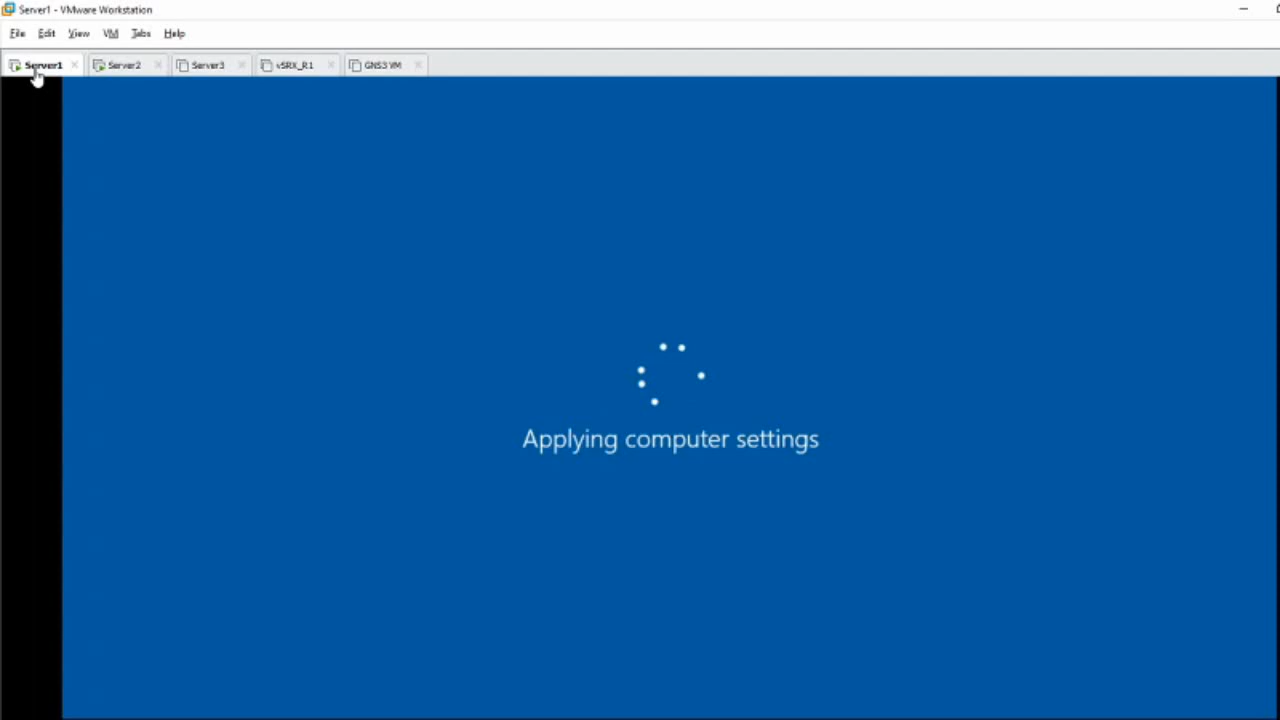 Server1 - VMware Workstation
File Edit View VM Tabs Help
Server1 Server2 Server3 vSRX_R1 GNS3 VM
Applying computer settings